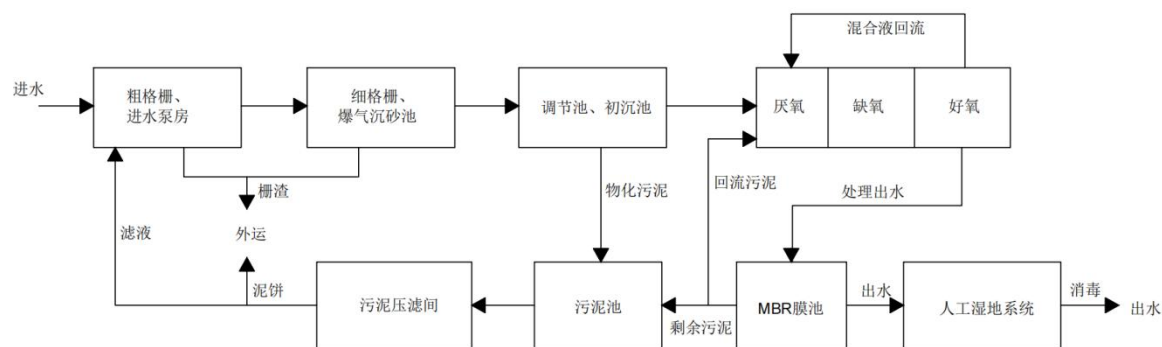 混合液回流
进水
粗格栅、
进水泵房
细格栅、
爆气沉砂池
调节池、初沉池
厌氧
缺氧
好氧
栅渣
物化污泥
回流污泥
处理出水
滤液
外运
泥饼
污泥压滤间
污泥池
剩余污泥
MBR膜池
出水
人工湿地系统
消毒
出水